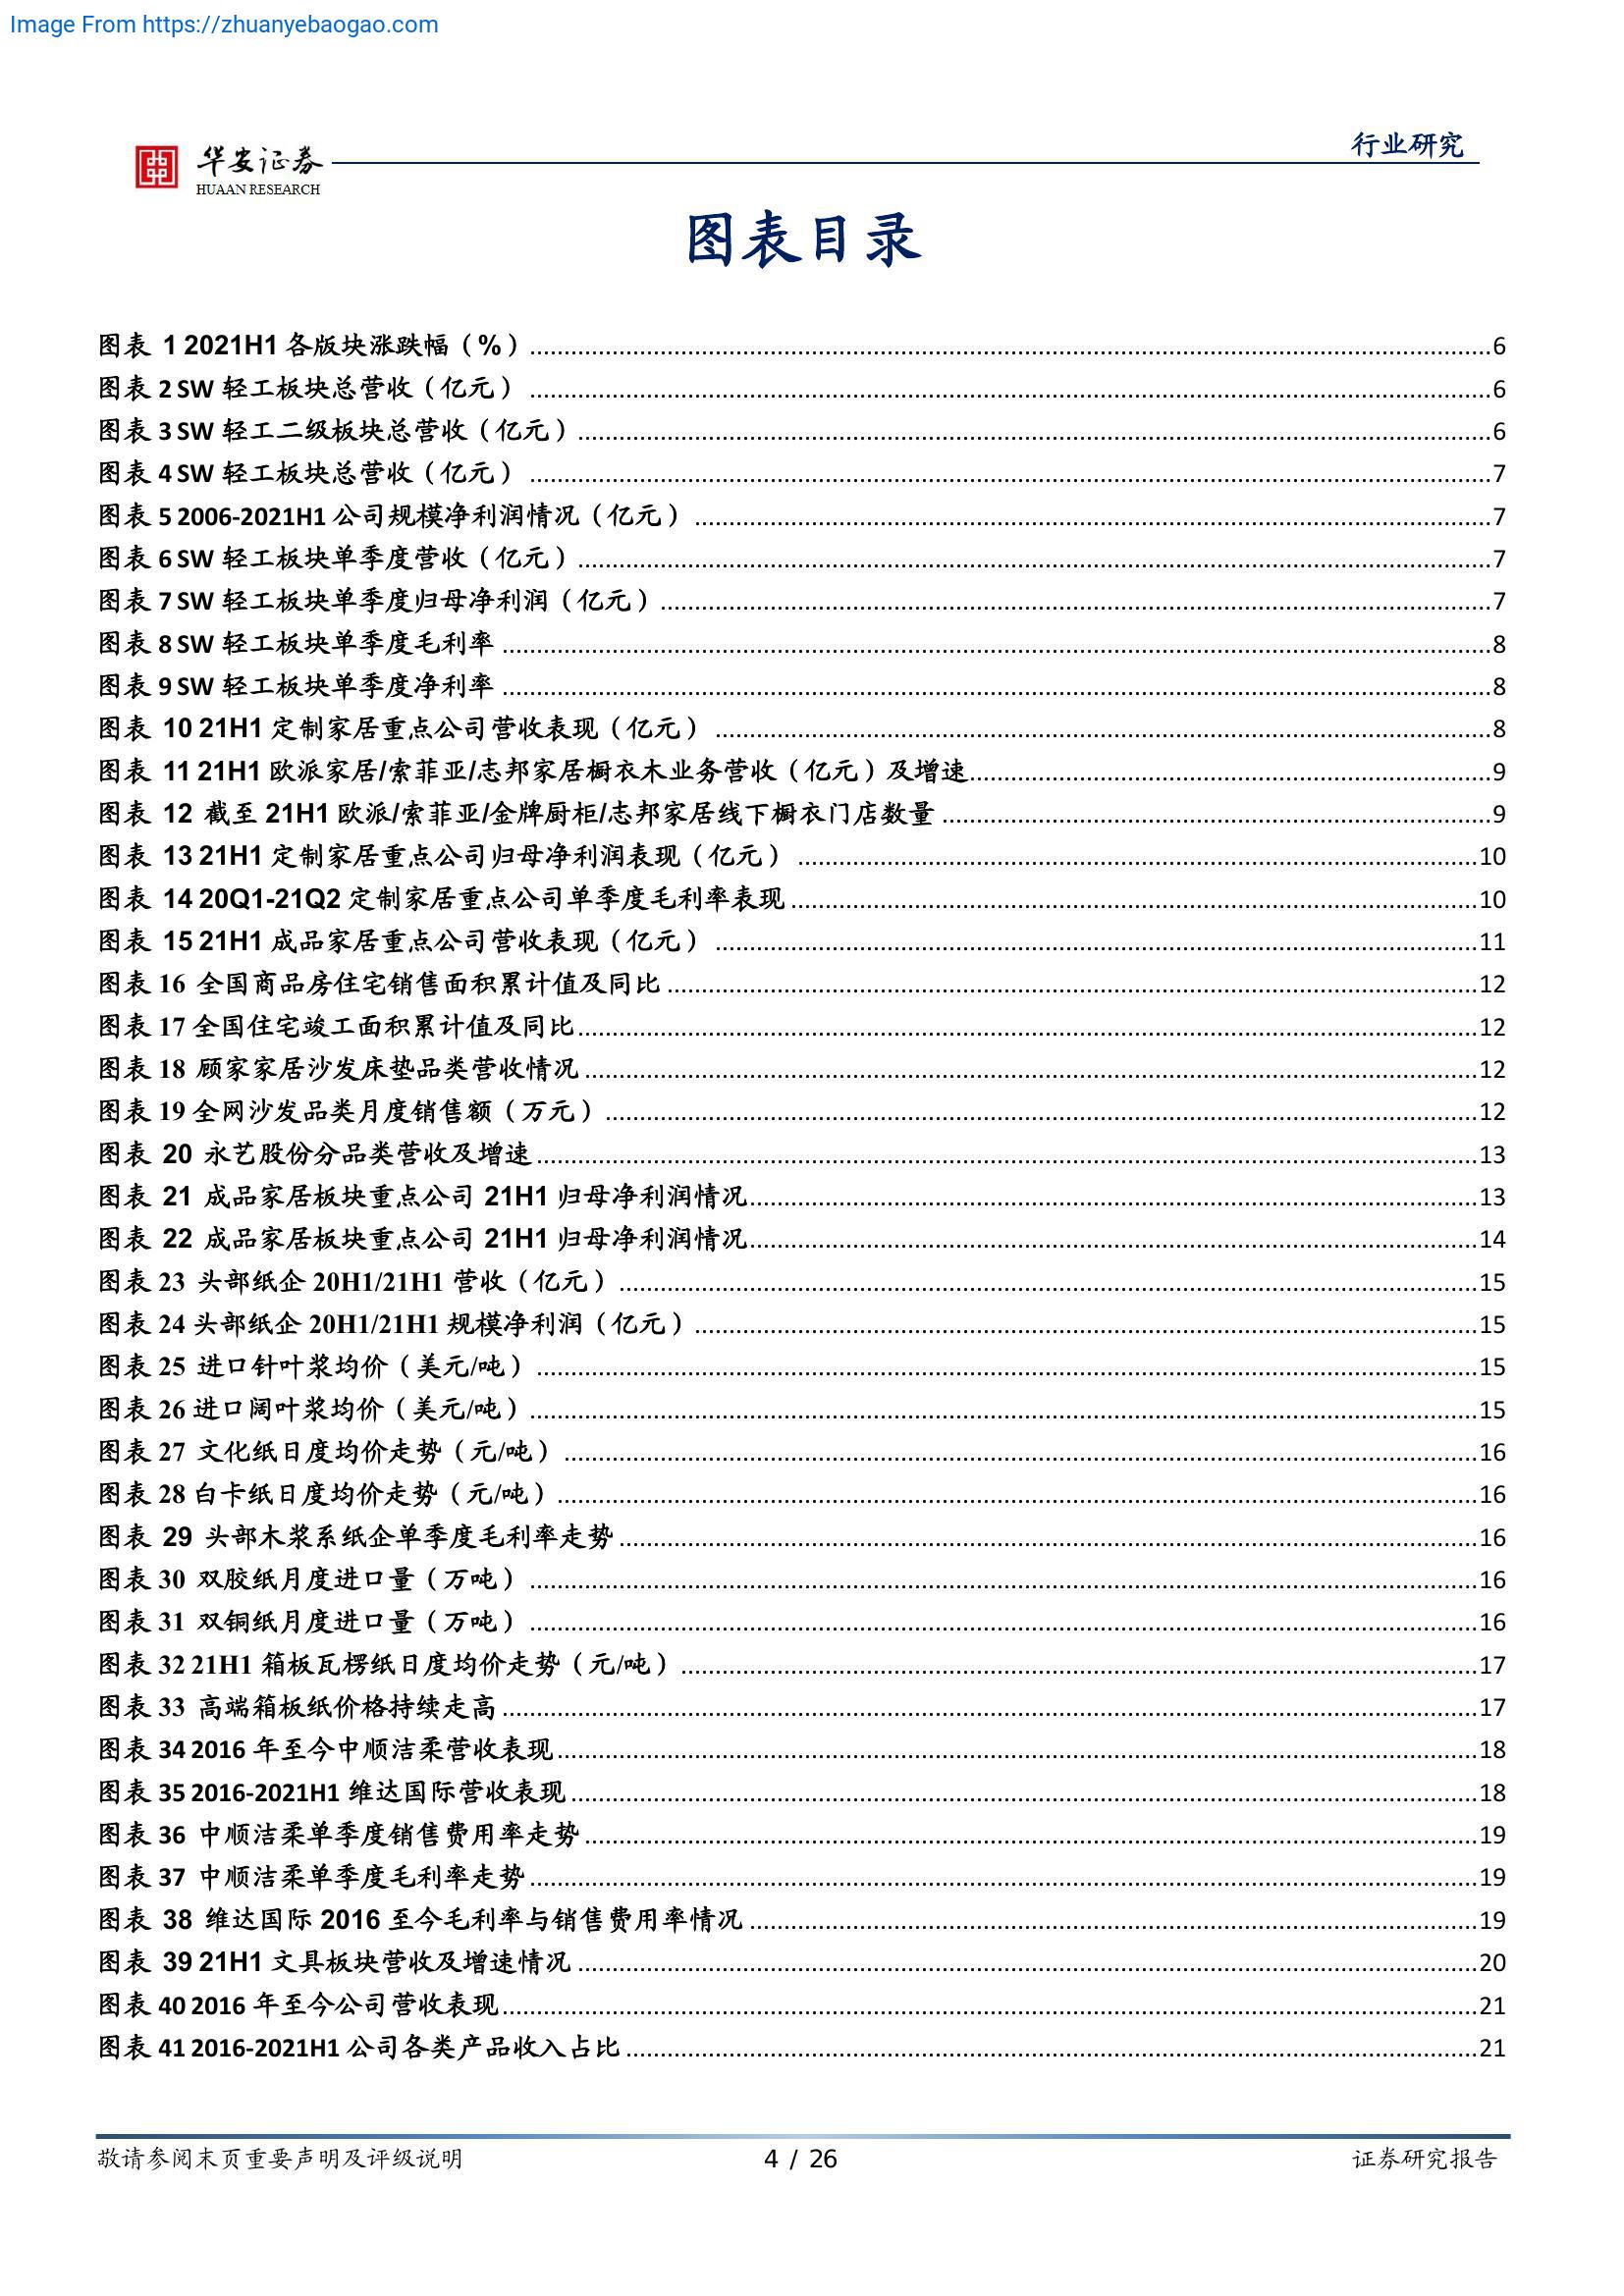 Image From https://zhuanyebaogao.com
华安证券
HUAAN RESEARCH
行业研究
图表目录
图表 1 2021H1 各版块涨跌幅（%）6
图表 2 SW 轻工板块总营收（亿元）6
图表 3 SW 轻工二级板块总营收（亿元）6
图表 4 SW 轻工板块总营收（亿元）7
图表 5 2006-2021H1 公司规模净利润情况（亿元）7
图表 6 SW 轻工板块单季度营收（亿元）7
图表 7 SW 轻工板块单季度归母净利润（亿元）7
图表 8 SW 轻工板块单季度毛利率8
图表 9 SW 轻工板块单季度净利率8
图表 10 21H1 定制家居重点公司营收表现（亿元）8
图表 11 21H1 欧派家居/索菲亚/志邦家居橱衣木业务营收（亿元）及增速9
图表 12 截至 21H1 欧派/索菲亚/金牌厨柜/志邦家居线下橱衣门店数量9
图表 13 21H1 定制家居重点公司归母净利润表现（亿元）10
图表 14 20Q1-21Q2 定制家居重点公司单季度毛利率表现10
图表 15 21H1 成品家居重点公司营收表现（亿元）11
图表 16 全国商品房住宅销售面积累计值及同比12
图表 17 全国住宅竣工面积累计值及同比12
图表 18 顾家家居沙发床垫品类营收情况12
图表 19 全网沙发品类月度销售额（万元）12
图表 20 永艺股份分品类营收及增速13
图表 21 成品家居板块重点公司 21H1 归母净利润情况13
图表 22 成品家居板块重点公司 21H1 归母净利润情况14
图表 23 头部纸企 20H1/21H1 营收（亿元）15
图表 24 头部纸企 20H1/21H1 规模净利润（亿元）15
图表 25 进口针叶浆均价（美元/吨）15
图表 26 进口阔叶浆均价（美元/吨）15
图表 27 文化纸日度均价走势（元/吨）16
图表 28 白卡纸日度均价走势（元/吨）16
图表 29 头部木浆系纸企单季度毛利率走势16
图表 30 双胶纸月度进口量（万吨）16
图表 31 双铜纸月度进口量（万吨）16
图表 32 21H1 箱板瓦楞纸日度均价走势（元/吨）17
图表 33 高端箱板纸价格持续走高17
图表 34 2016 年至今中顺洁柔营收表现18
图表 35 2016-2021H1 维达国际营收表现18
图表 36 中顺洁柔单季度销售费用率走势19
图表 37 中顺洁柔单季度毛利率走势19
图表 38 维达国际 2016 至今毛利率与销售费用率情况19
图表 39 21H1 文具板块营收及增速情况20
图表 40 2016 年至今公司营收表现21
图表 41 2016-2021H1 公司各类产品收入占比21
敬请参阅末页重要声明及评级说明
4 / 26
证券研究报告